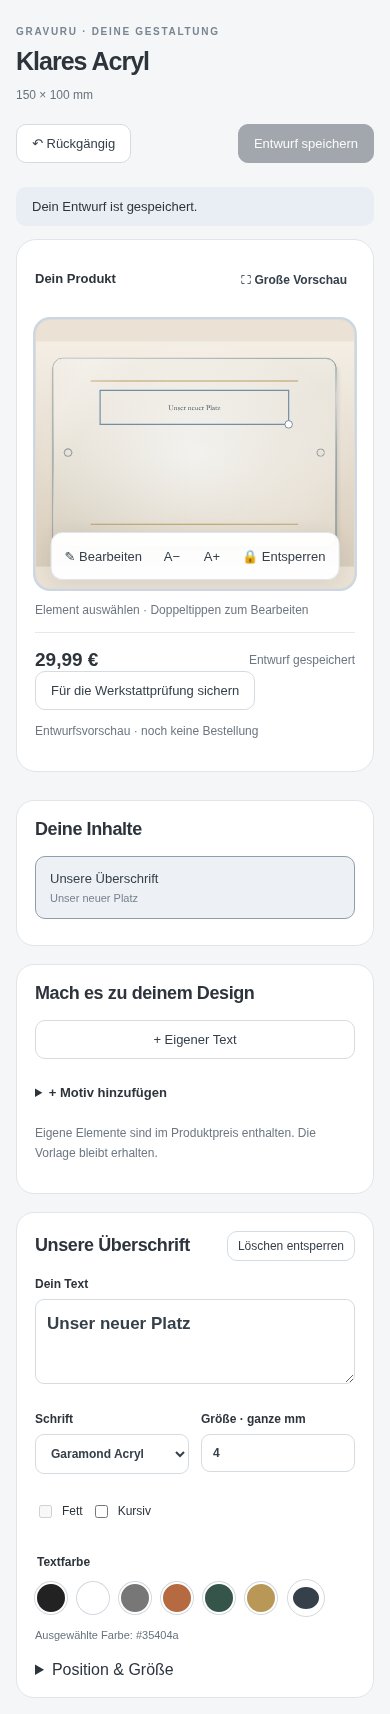 GRAVURU · DEINE GESTALTUNG
Klares Acryl
150 × 100 mm
↶ Rückgängig
Entwurf speichern
Dein Entwurf ist gespeichert.
Dein Produkt
Große Vorschau
Unser neuer Platz
✎ Bearbeiten A− A+ 🔒 Entsperren
Element auswählen · Doppeltippen zum Bearbeiten
29,99 €
Entwurf gespeichert
Für die Werkstattprüfung sichern
Entwurfsvorschau · noch keine Bestellung
Deine Inhalte
Unsere Überschrift
Unser neuer Platz
Mach es zu deinem Design
+ Eigener Text
+ Motiv hinzufügen
Eigene Elemente sind im Produktpreis enthalten. Die
Vorlage bleibt erhalten.
Unsere Überschrift
Löschen entsperren
Dein Text
Unser neuer Platz
Schrift
Größe · ganze mm
Garamond Acryl
4
Fett
Kursiv
Textfarbe
Ausgewählte Farbe: #35404a
Position & Größe